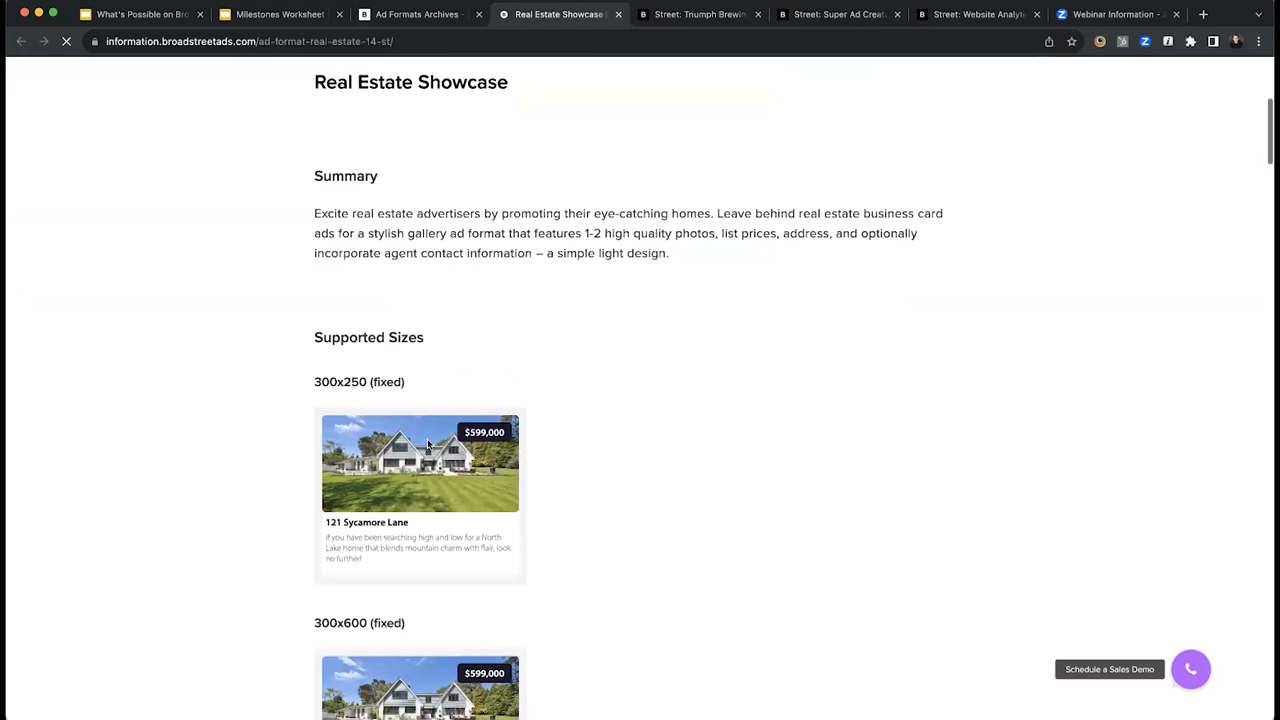 What's Possible on Bro
Milestones Worksheet
Ad Formats Archives -
Real Estate Showcase
Street: Triumph Brewin
Street: Super Ad Creat
Street: Website Analyti
Webinar Information -
information.broadstreetads.com/ad-format-real-estate-14-st/
Real Estate Showcase
Summary
Excite real estate advertisers by promoting their eye-catching homes. Leave behind real estate business card
ads for a stylish gallery ad format that features 1-2 high quality photos, list prices, address, and optionally
incorporate agent contact information – a simple light design.
Supported Sizes
300x250 (fixed)
$599,000
121 Sycamore Lane
If you have been searching high and low for a North
Lake home that blends mountain charm with flair, look
no further!
300x600 (fixed)
$599,000
Schedule a Sales Demo